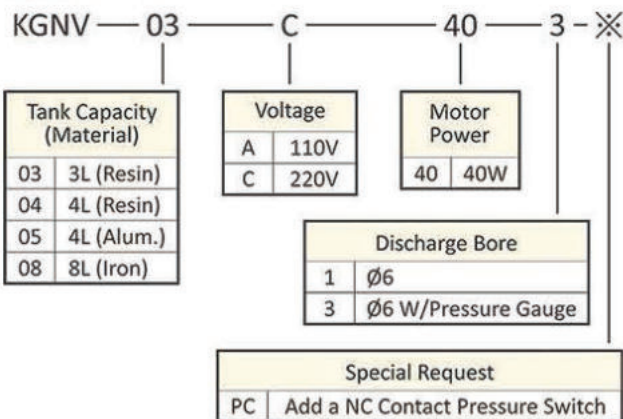 KGNV — 03 — C — 40 — 3 - ※
Tank Capacity
(Material)
03 3L (Resin)
04 4L (Resin)
05 4L (Alum.)
08 8L (Iron)
Voltage
A 110V
C 220V
Motor
Power
40 40W
Discharge Bore
1 Ø6
3 Ø6 W/Pressure Gauge
Special Request
PC Add a NC Contact Pressure Switch